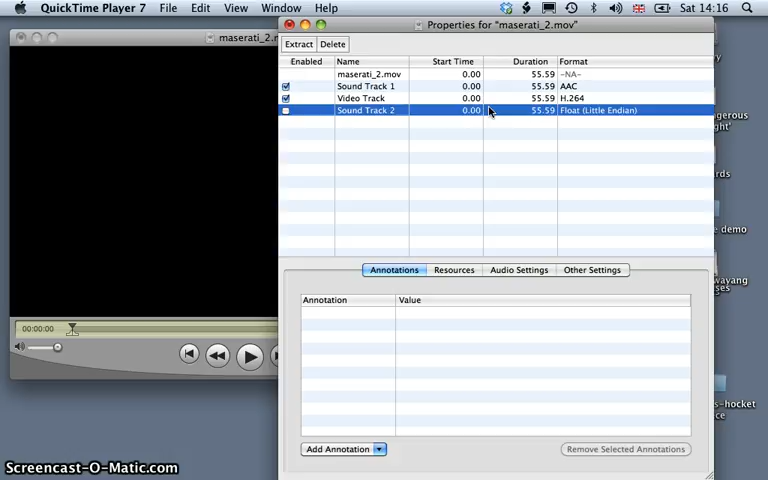 QuickTime Player 7 File Edit View Window Help Sat 14:16
maserati_2.m
Properties for "maserati_2.mov"
Extract Delete
Enabled Name Start Time Duration Format
maserati_2.mov 0.00 55.59 -NA-
Sound Track 1 0.00 55.59 AAC
Video Track 0.00 55.59 H.264
Sound Track 2 0.00 55.59 Float (Little Endian)
ry
gerous
ght'
rds
e demo
wayang
ses
s-hocket
ce
Annotations Resources Audio Settings Other Settings
Annotation Value
00:00:00
Add Annotation Remove Selected Annotations
Screencast-O-Matic.com